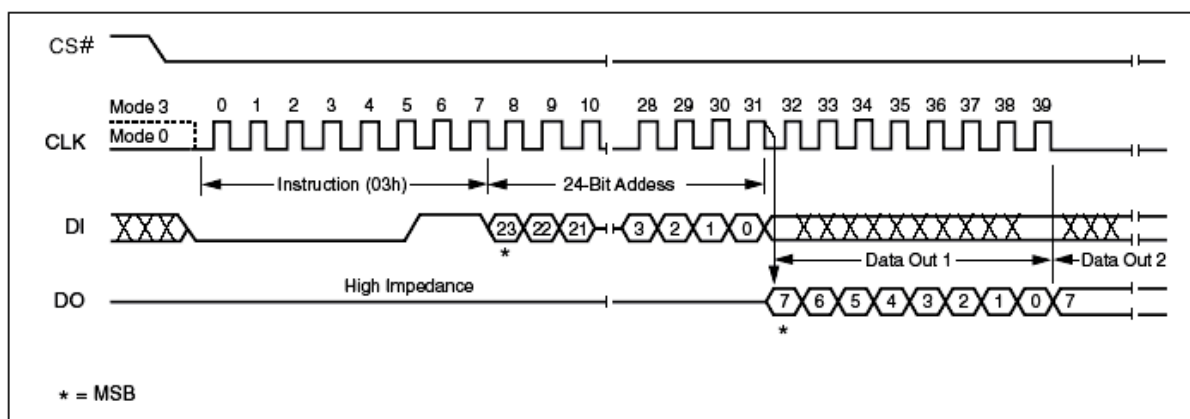 CS#
Mode 3
0 1 2 3 4 5 6 7 8 9 10 28 29 30 31 32 33 34 35 36 37 38 39
CLK
Mode 0
Instruction (03h)
24-Bit Addess
DI
23 22 21 3 2 1 0
*
Data Out 1
Data Out 2
High Impedance
DO
7 6 5 4 3 2 1 0 7
*
* = MSB